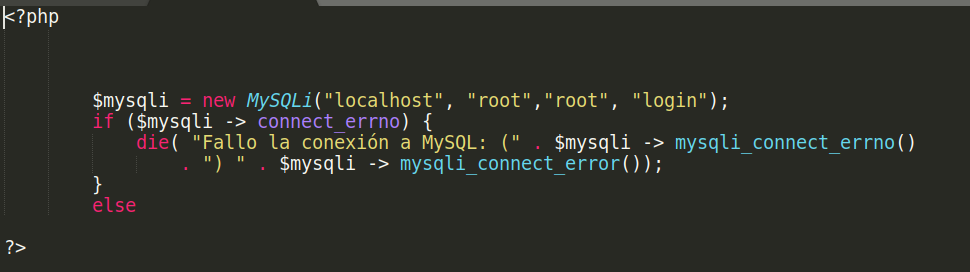 <?php
$mysqli = new MySQLi("localhost", "root","root", "login");
if ($mysqli -> connect_errno) {
die( "Fallo la conexión a MySQL: (" . $mysqli -> mysqli_connect_errno()
. ") " . $mysqli -> mysqli_connect_error());
}
else
?>